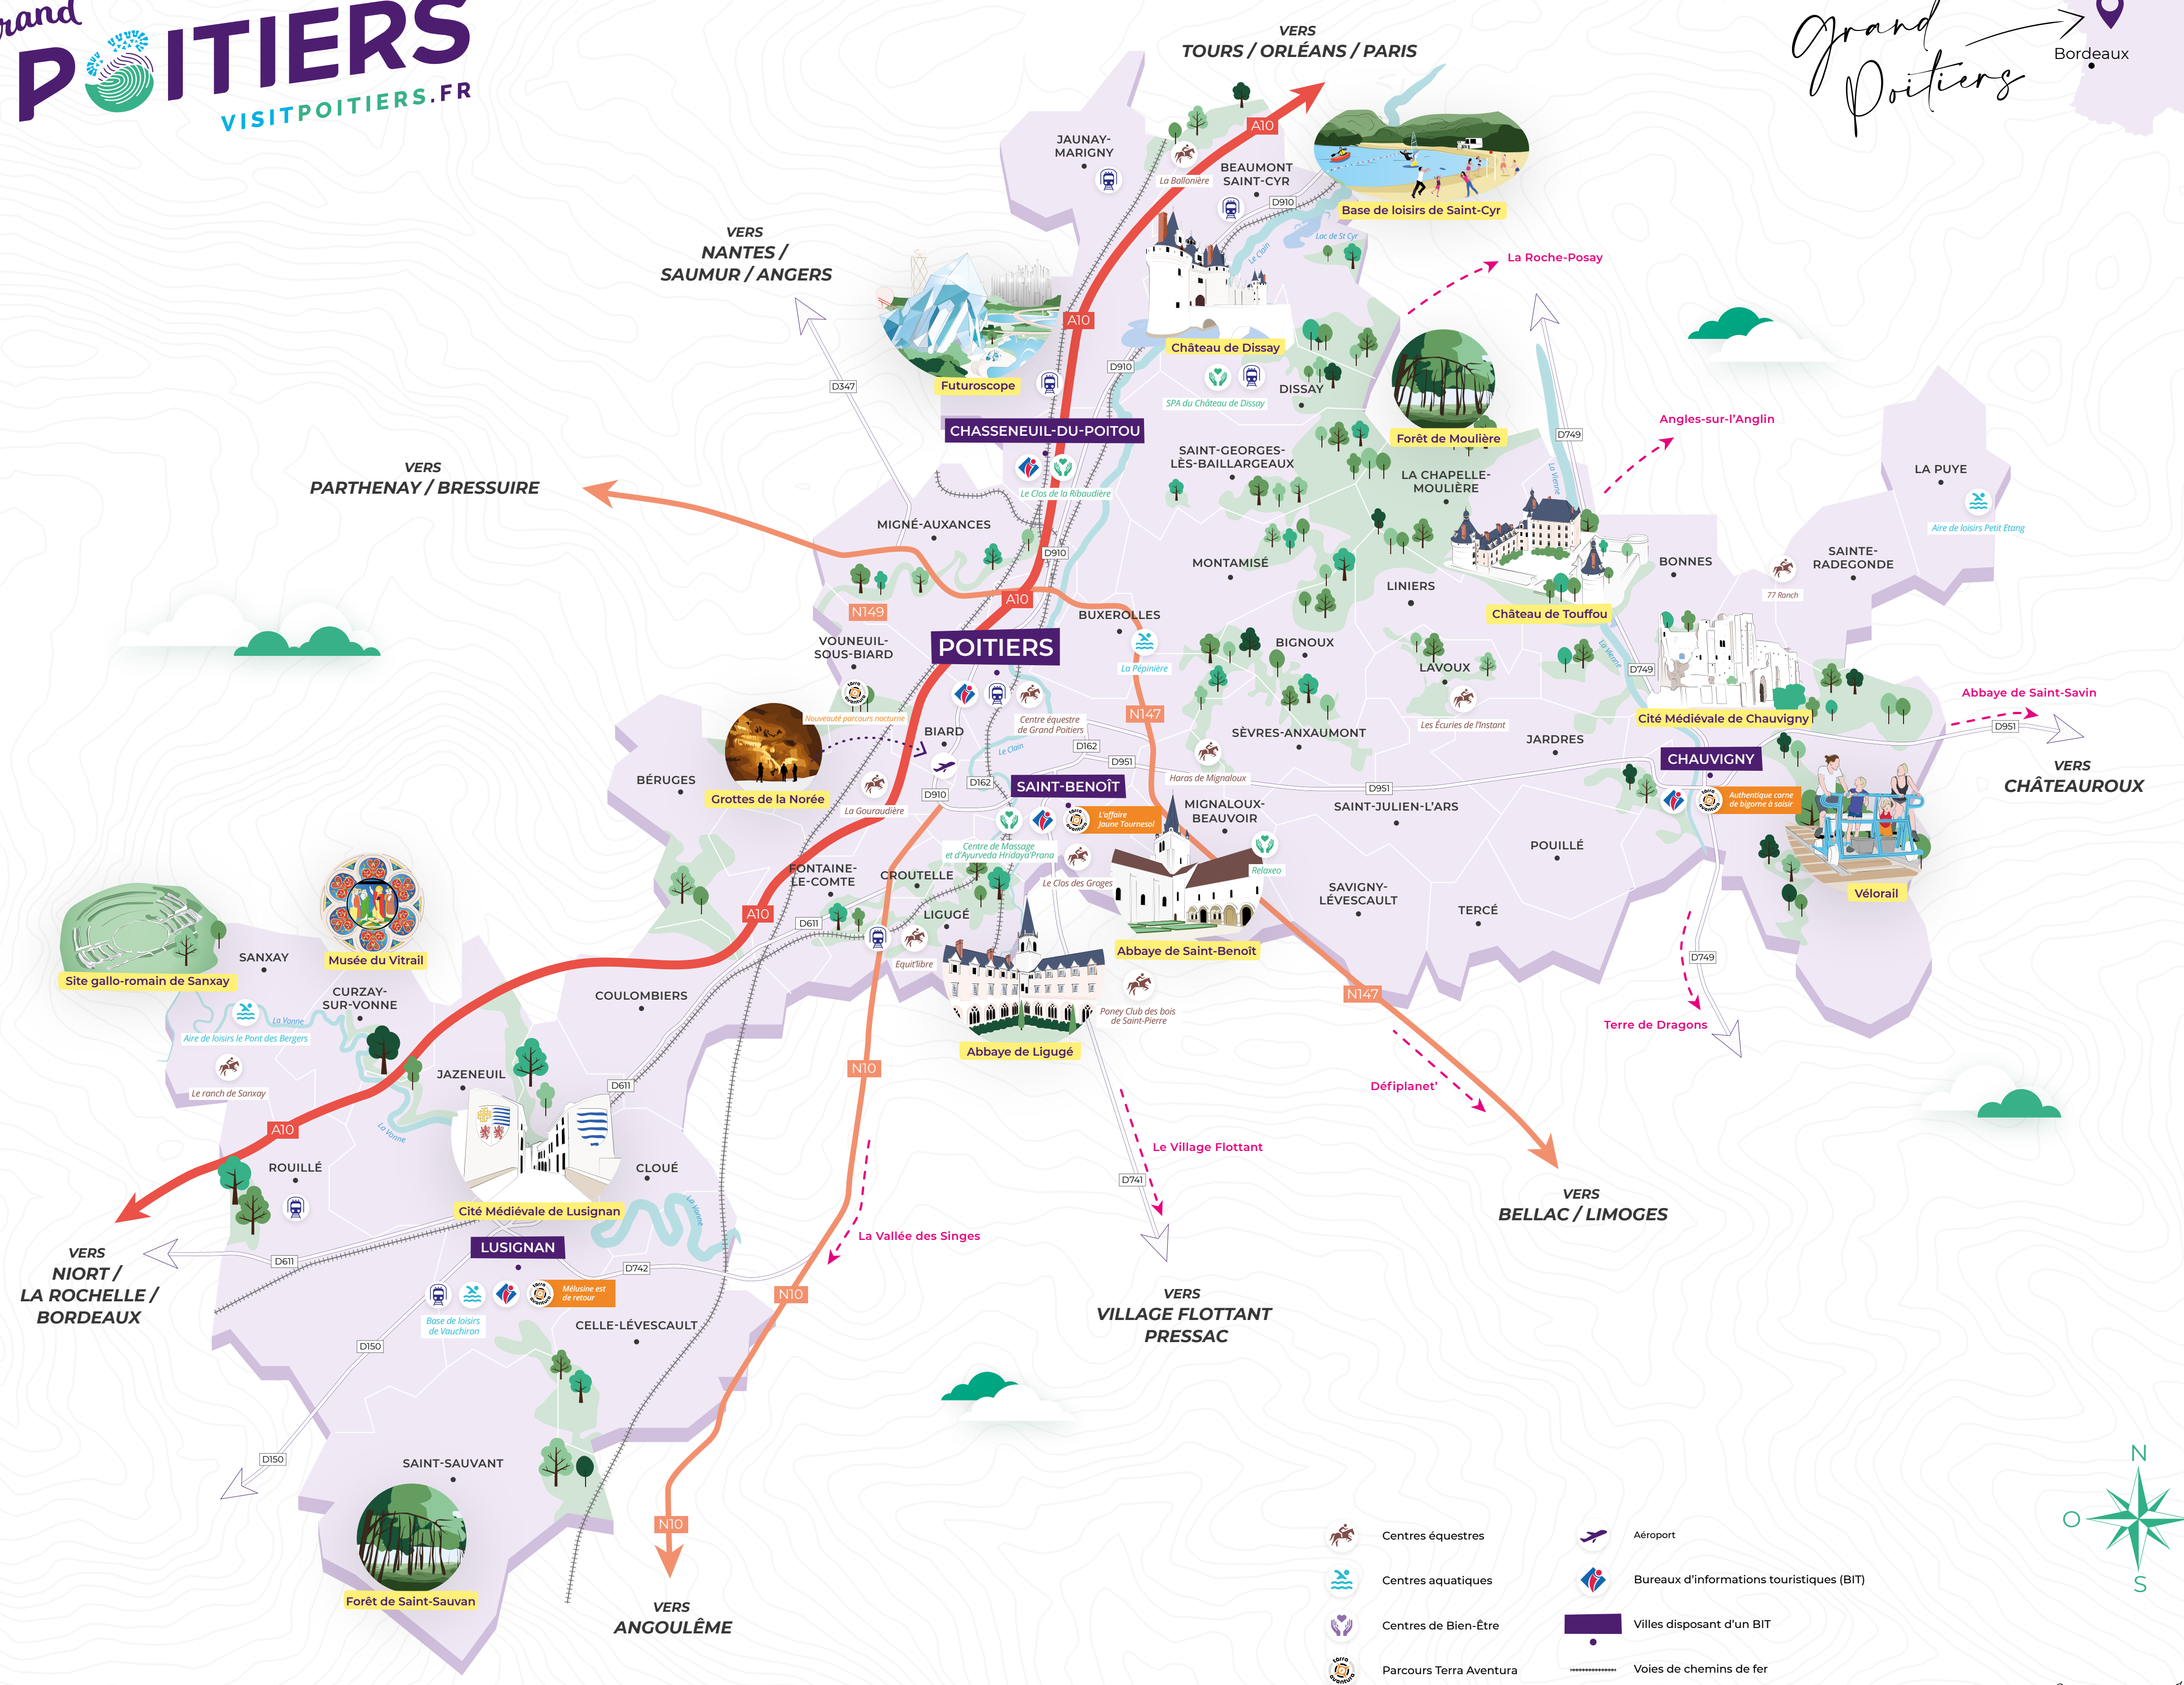 Grand
POITIERS
VISITPOITIERS.FR
Grand
Poitiers
Bordeaux
VERS
TOURS / ORLÉANS / PARIS
A10
JAUNAY-
MARIGNY
La Ballonière
BEAUMONT
SAINT-CYR
D910
Base de loisirs de Saint-Cyr
Lac de St Cyr
Le Clain
VERS
NANTES /
SAUMUR / ANGERS
La Roche-Posay
A10
Château de Dissay
D910
D347
Futuroscope
SPA du Château de Dissay
DISSAY
Forêt de Moulière
Angles-sur-l'Anglin
D749
CHASSENEUIL-DU-POITOU
Le Clos de la Ribaudière
SAINT-GEORGES-
LÈS-BAILLARGEAUX
LA CHAPELLE-
MOULIÈRE
La Vienne
LA PUYE
Aire de loisirs Petit Etang
VERS
PARTHENAY / BRESSUIRE
MIGNÉ-AUXANCES
D910
MONTAMISÉ
LINIERS
BONNES
77 Ranch
SAINTE-
RADEGONDE
N149
A10
Château de Touffou
BUXEROLLES
La Pépinière
VOUNEUIL-
SOUS-BIARD
POITIERS
BIGNOUX
LAVOUX
Les Écuries de l'Instant
La Vienne
D749
Nouveauté parcours nocturne
Centre équestre
de Grand Poitiers
N147
Cité Médiévale de Chauvigny
Abbaye de Saint-Savin
D951
BIARD
Le Clain
D162
D951
SÈVRES-ANXAUMONT
JARDRES
CHAUVIGNY
VERS
CHÂTEAUROUX
BÉRUGES
Grottes de la Norée
La Gouraudière
D910
D162
SAINT-BENOÎT
Haras de Mignaloux
D951
L'affaire
Jaune Tournesol
MIGNALOUX-
BEAUVOIR
SAINT-JULIEN-L'ARS
Authentique corne
de bigorne à saisir
Centre de Massage
et d'Ayurveda Hridaya'Prana
Le Clos des Groges
Relaxeo
POUILLÉ
Vélorail
FONTAINE-
LE-COMTE
CROUTELLE
SAVIGNY-
LÉVESCAULT
TERCÉ
A10
D611
LIGUGÉ
Equit'libre
Abbaye de Saint-Benoît
D749
Site gallo-romain de Sanxay
SANXAY
Musée du Vitrail
CURZAY-
SUR-VONNE
COULOMBIERS
Poney Club des bois
de Saint-Pierre
Abbaye de Ligugé
N147
Terre de Dragons
La Vonne
Aire de loisirs le Pont des Bergers
Le ranch de Sanxay
JAZENEUIL
D611
N10
Défiplanet'
A10
La Vonne
Le Village Flottant
D741
ROUILLÉ
CLOUÉ
La Vonne
Cité Médiévale de Lusignan
La Vallée des Singes
VERS
BELLAC / LIMOGES
VERS
NIORT /
LA ROCHELLE /
BORDEAUX
D611
LUSIGNAN
D742
N10
Mélusine est
de retour
Base de loisirs
de Vauchiron
CELLE-LÉVESCAULT
D150
VERS
VILLAGE FLOTTANT
PRESSAC
D150
SAINT-SAUVANT
Forêt de Saint-Sauvan
N10
VERS
ANGOULÊME
N
O
S
Centres équestres
Centres aquatiques
Centres de Bien-Être
terra aventura
Parcours Terra Aventura
Aéroport
Bureaux d'informations touristiques (BIT)
Villes disposant d'un BIT
Voies de chemins de fer